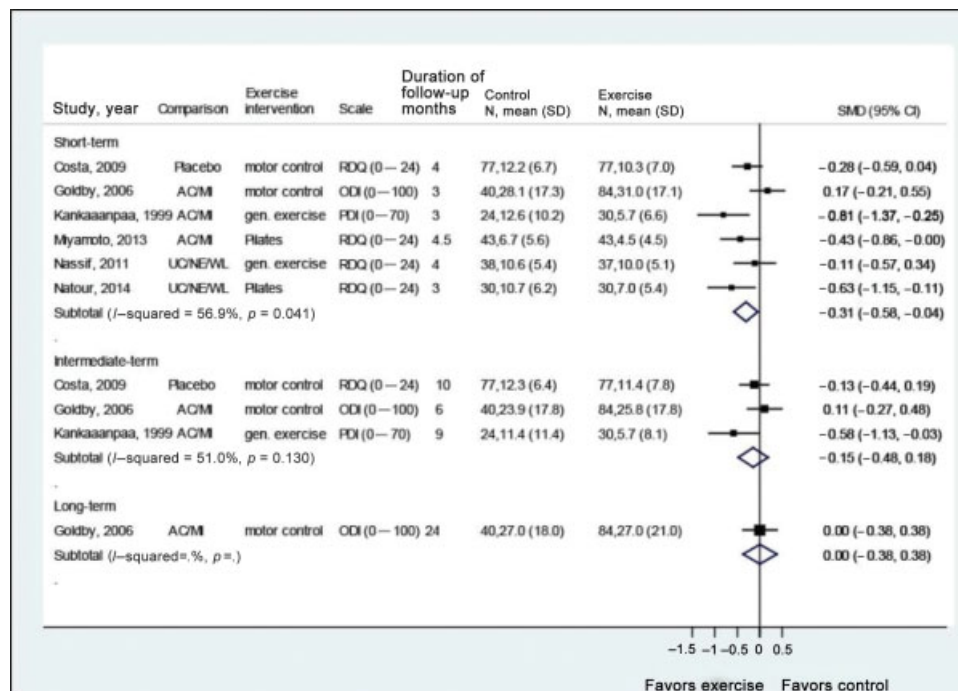 Study, year Comparison Exercise intervention Scale Duration of follow-up months Control N, mean (SD) Exercise N, mean (SD) SMD (95% CI)
Short-term
Costa, 2009 Placebo motor control RDQ (0—24) 4 77,12.2 (6.7) 77,10.3 (7.0) −0.28 (−0.59, 0.04)
Goldby, 2006 AC/MI motor control ODI (0—100) 3 40,28.1 (17.3) 84,31.0 (17.1) 0.17 (−0.21, 0.55)
Kankaaanpaa, 1999 AC/MI gen. exercise PDI (0—70) 3 24,12.6 (10.2) 30,5.7 (6.6) −0.81 (−1.37, −0.25)
Miyamoto, 2013 AC/MI Pilates RDQ (0—24) 4.5 43,6.7 (5.6) 43,4.5 (4.5) −0.43 (−0.86, −0.00)
Nassif, 2011 UC/NE/WL gen. exercise RDQ (0—24) 4 38,10.6 (5.4) 37,10.0 (5.1) −0.11 (−0.57, 0.34)
Natour, 2014 UC/NE/WL Pilates RDQ (0—24) 3 30,10.7 (6.2) 30,7.0 (5.4) −0.63 (−1.15, −0.11)
Subtotal (I–squared = 56.9%, p = 0.041) −0.31 (−0.58, −0.04)
.
Intermediate-term
Costa, 2009 Placebo motor control RDQ (0—24) 10 77,12.3 (6.4) 77,11.4 (7.8) −0.13 (−0.44, 0.19)
Goldby, 2006 AC/MI motor control ODI (0—100) 6 40,23.9 (17.8) 84,25.8 (17.8) 0.11 (−0.27, 0.48)
Kankaaanpaa, 1999 AC/MI gen. exercise PDI (0—70) 9 24,11.4 (11.4) 30,5.7 (8.1) −0.58 (−1.13, −0.03)
Subtotal (I–squared = 51.0%, p = 0.130) −0.15 (−0.48, 0.18)
.
Long-term
Goldby, 2006 AC/MI motor control ODI (0—100) 24 40,27.0 (18.0) 84,27.0 (21.0) 0.00 (−0.38, 0.38)
Subtotal (I–squared=.%, p=.) 0.00 (−0.38, 0.38)
.
−1.5 −1 −0.5 0 0.5
Favors exercise Favors control